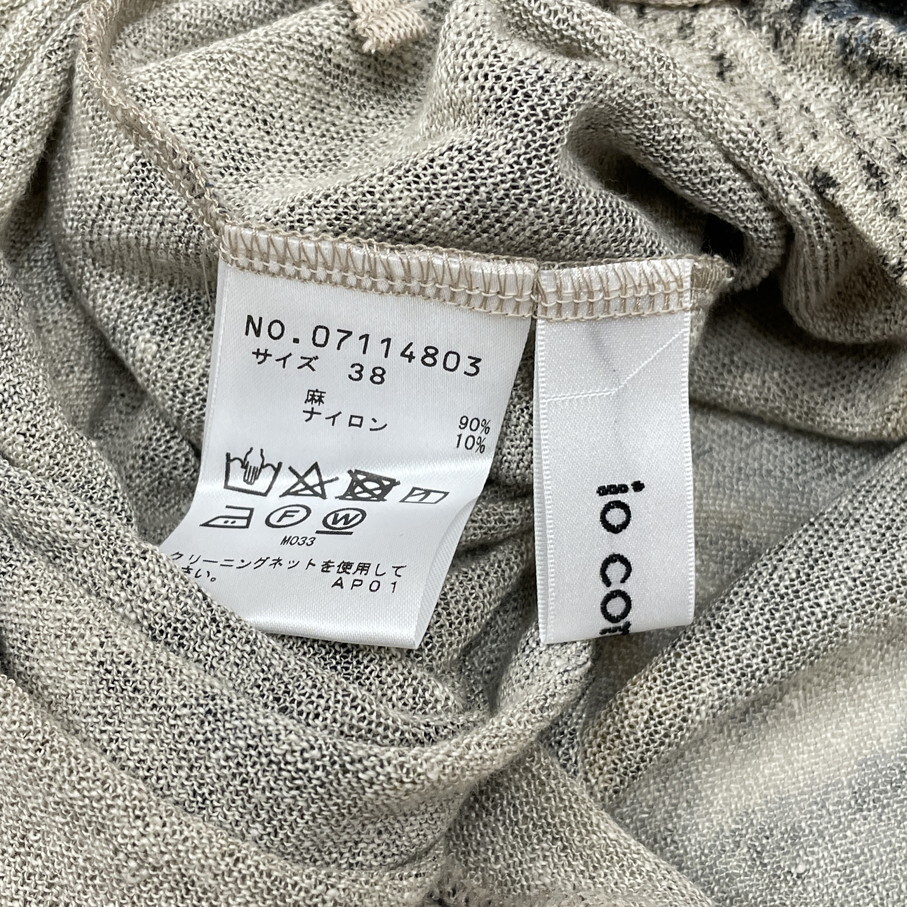 NO.07114803
サイズ 38
麻 90%
ナイロン 10%
F W
M033
クリーニングネットを使用して
さい。
AP01
io co